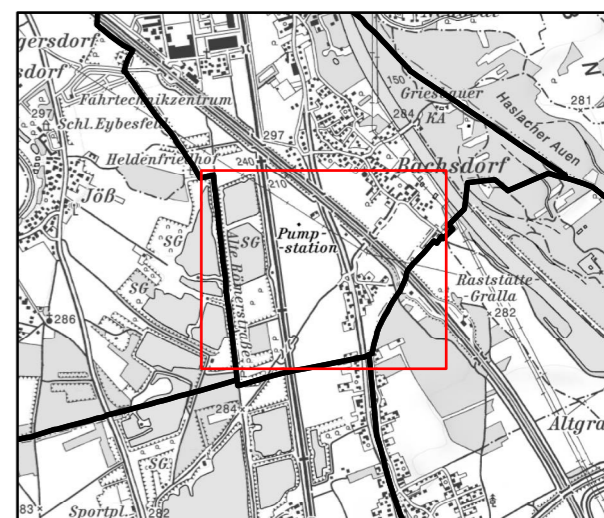 gersdorf
sdorf
Fahrtechnikzentrum
297
Schl.Eybesfeld
Heldenfriedhof
240
210
297
150
Griesbauer
284
KA
Haslacher Auen
281
N
Bachsdorf
Jöß
SG
SG
Pump-
-station
Alte Römerstraße
SG
286
Raststätte-
Gralla
282
284
Altgra
SG
83
282
Sportpl.